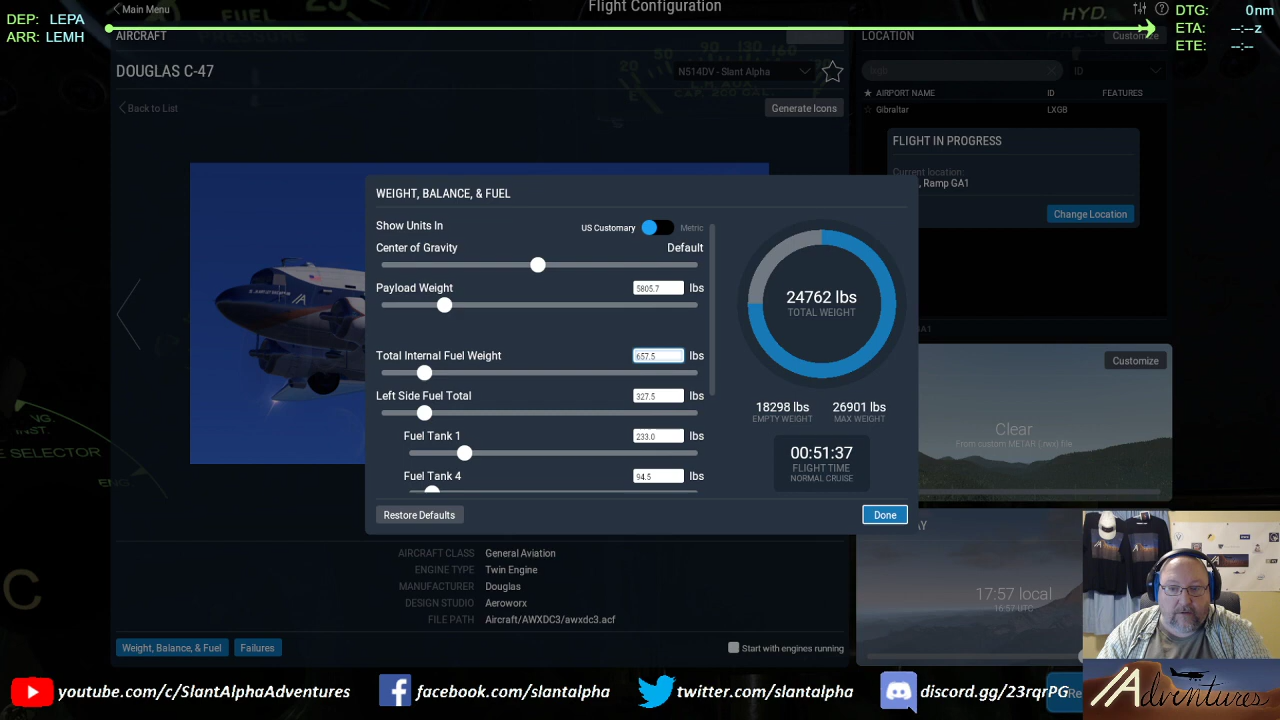 DEP: LEPA
ARR: LEMH
Main Menu
Flight Configuration
DTG: 0nm
ETA: --:--z
ETE: --:--
AIRCRAFT
LOCATION
Customize
DOUGLAS C-47
N514DV - Slant Alpha
ID
Back to List
Generate Icons
AIRPORT NAME
ID
FEATURES
Gibraltar
LXGB
FLIGHT IN PROGRESS
Current location:
, Ramp GA1
Change Location
WEIGHT, BALANCE, & FUEL
Show Units In
US Customary
Metric
Center of Gravity
Default
Payload Weight
5805.7 lbs
Total Internal Fuel Weight
657.5 lbs
Left Side Fuel Total
327.5 lbs
Fuel Tank 1
233.0 lbs
Fuel Tank 4
94.5 lbs
24762 lbs
TOTAL WEIGHT
18298 lbs
EMPTY WEIGHT
26901 lbs
MAX WEIGHT
00:51:37
FLIGHT TIME
NORMAL CRUISE
Restore Defaults
Done
Customize
Clear
From custom METAR (.rwx) file
17:57 local
16:57 UTC
AIRCRAFT CLASS General Aviation
ENGINE TYPE Twin Engine
MANUFACTURER Douglas
DESIGN STUDIO Aeroworx
FILE PATH Aircraft/AWXDC3/awxdc3.acf
Weight, Balance, & Fuel
Failures
Start with engines running
youtube.com/c/SlantAlphaAdventures
facebook.com/slantalpha
twitter.com/slantalpha
discord.gg/23rqrPG
Adventures